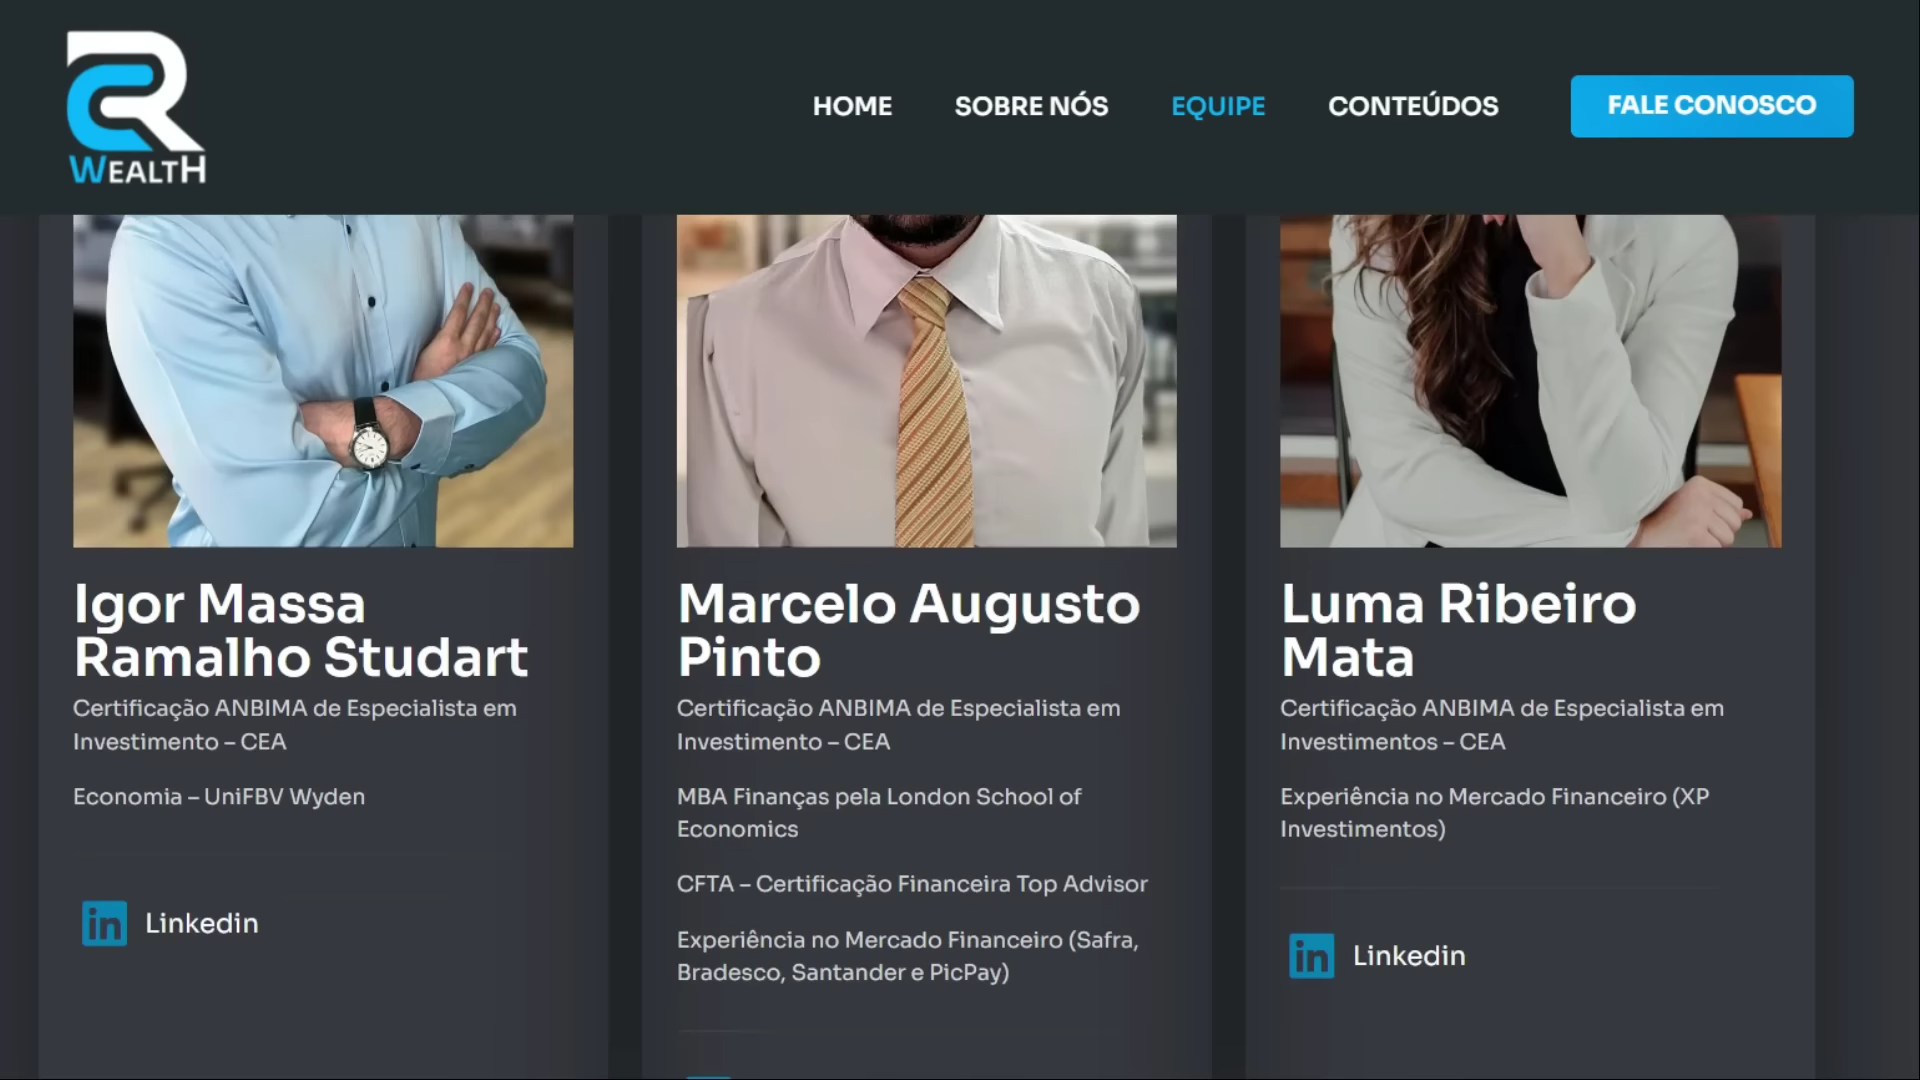 WEALTH
HOME
SOBRE NÓS
EQUIPE
CONTEÚDOS
FALE CONOSCO
Igor Massa
Ramalho Studart
Certificação ANBIMA de Especialista em
Investimento – CEA
Economia – UniFBV Wyden
in Linkedin
Marcelo Augusto
Pinto
Certificação ANBIMA de Especialista em
Investimento – CEA
MBA Finanças pela London School of
Economics
CFTA – Certificação Financeira Top Advisor
Experiência no Mercado Financeiro (Safra,
Bradesco, Santander e PicPay)
Luma Ribeiro
Mata
Certificação ANBIMA de Especialista em
Investimentos – CEA
Experiência no Mercado Financeiro (XP
Investimentos)
in Linkedin